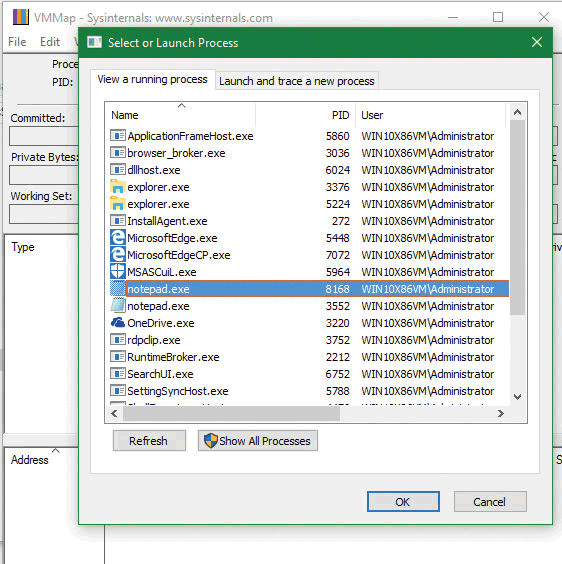 VMMap - Sysinternals: www.sysinternals.com
File Edit
Select or Launch Process
PID:
View a running process Launch and trace a new process
Committed:
Private Bytes:
Working Set:
Type
Address
Name PID User
ApplicationFrameHost.exe 5860 WIN10X86VM\Administrator
browser_broker.exe 3036 WIN10X86VM\Administrator
dllhost.exe 6024 WIN10X86VM\Administrator
explorer.exe 3376 WIN10X86VM\Administrator
explorer.exe 5224 WIN10X86VM\Administrator
InstallAgent.exe 272 WIN10X86VM\Administrator
MicrosoftEdge.exe 5448 WIN10X86VM\Administrator
MicrosoftEdgeCP.exe 7072 WIN10X86VM\Administrator
MSASCuiL.exe 5964 WIN10X86VM\Administrator
notepad.exe 8168 WIN10X86VM\Administrator
notepad.exe 3552 WIN10X86VM\Administrator
OneDrive.exe 3220 WIN10X86VM\Administrator
rdpclip.exe 3752 WIN10X86VM\Administrator
RuntimeBroker.exe 2212 WIN10X86VM\Administrator
SearchUI.exe 6752 WIN10X86VM\Administrator
SettingSyncHost.exe 5788 WIN10X86VM\Administrator
Refresh Show All Processes
OK Cancel